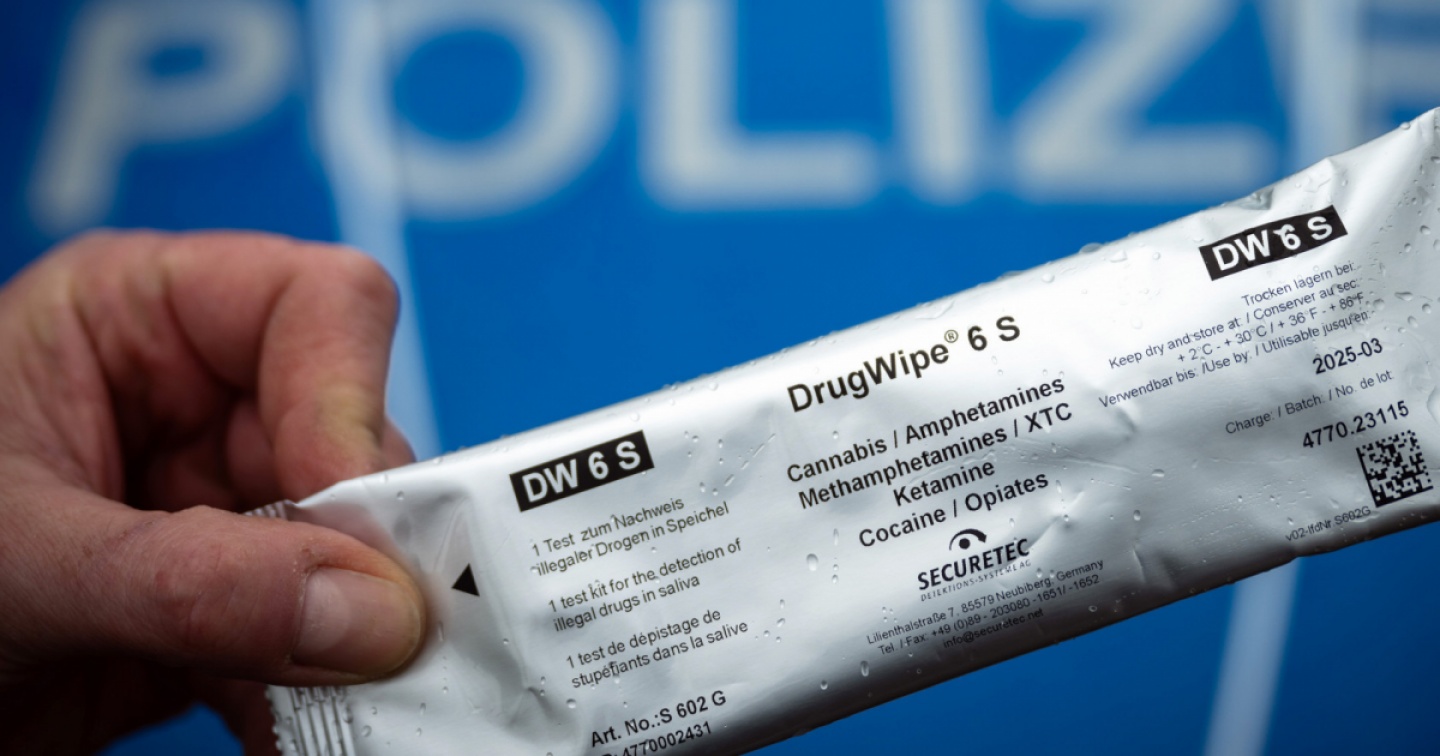 POLIZE
DW 6 S
1 Test zum Nachweis
illegaler Drogen in Speichel
1 test kit for the detection of
illegal drugs in saliva
1 test de dépistage de
stupéfiants dans la salive
Art. No.:S 602 G
4770002431
DrugWipe® 6 S
Cannabis / Amphetamines
Methamphetamines / XTC
Ketamine
Cocaine / Opiates
SECURETEC
DETEKTIONS-SYSTEME AG
Lilienthalstraße 7, 85579 Neubiberg, Germany
Tel. / Fax: +49 (0)89 - 203080 -1651/ -1652
info@securetec.net
DW 6 S
Trocken lagern bei:
Keep dry and store at: / Conserver au sec:
+ 2°C - + 30°C / + 36°F - + 86°F
Verwendbar bis: /Use by: / Utilisable jusqu'en:
2025-03
Charge: / Batch: / No. de lot:
4770.23115
v02-lfdNr S602G